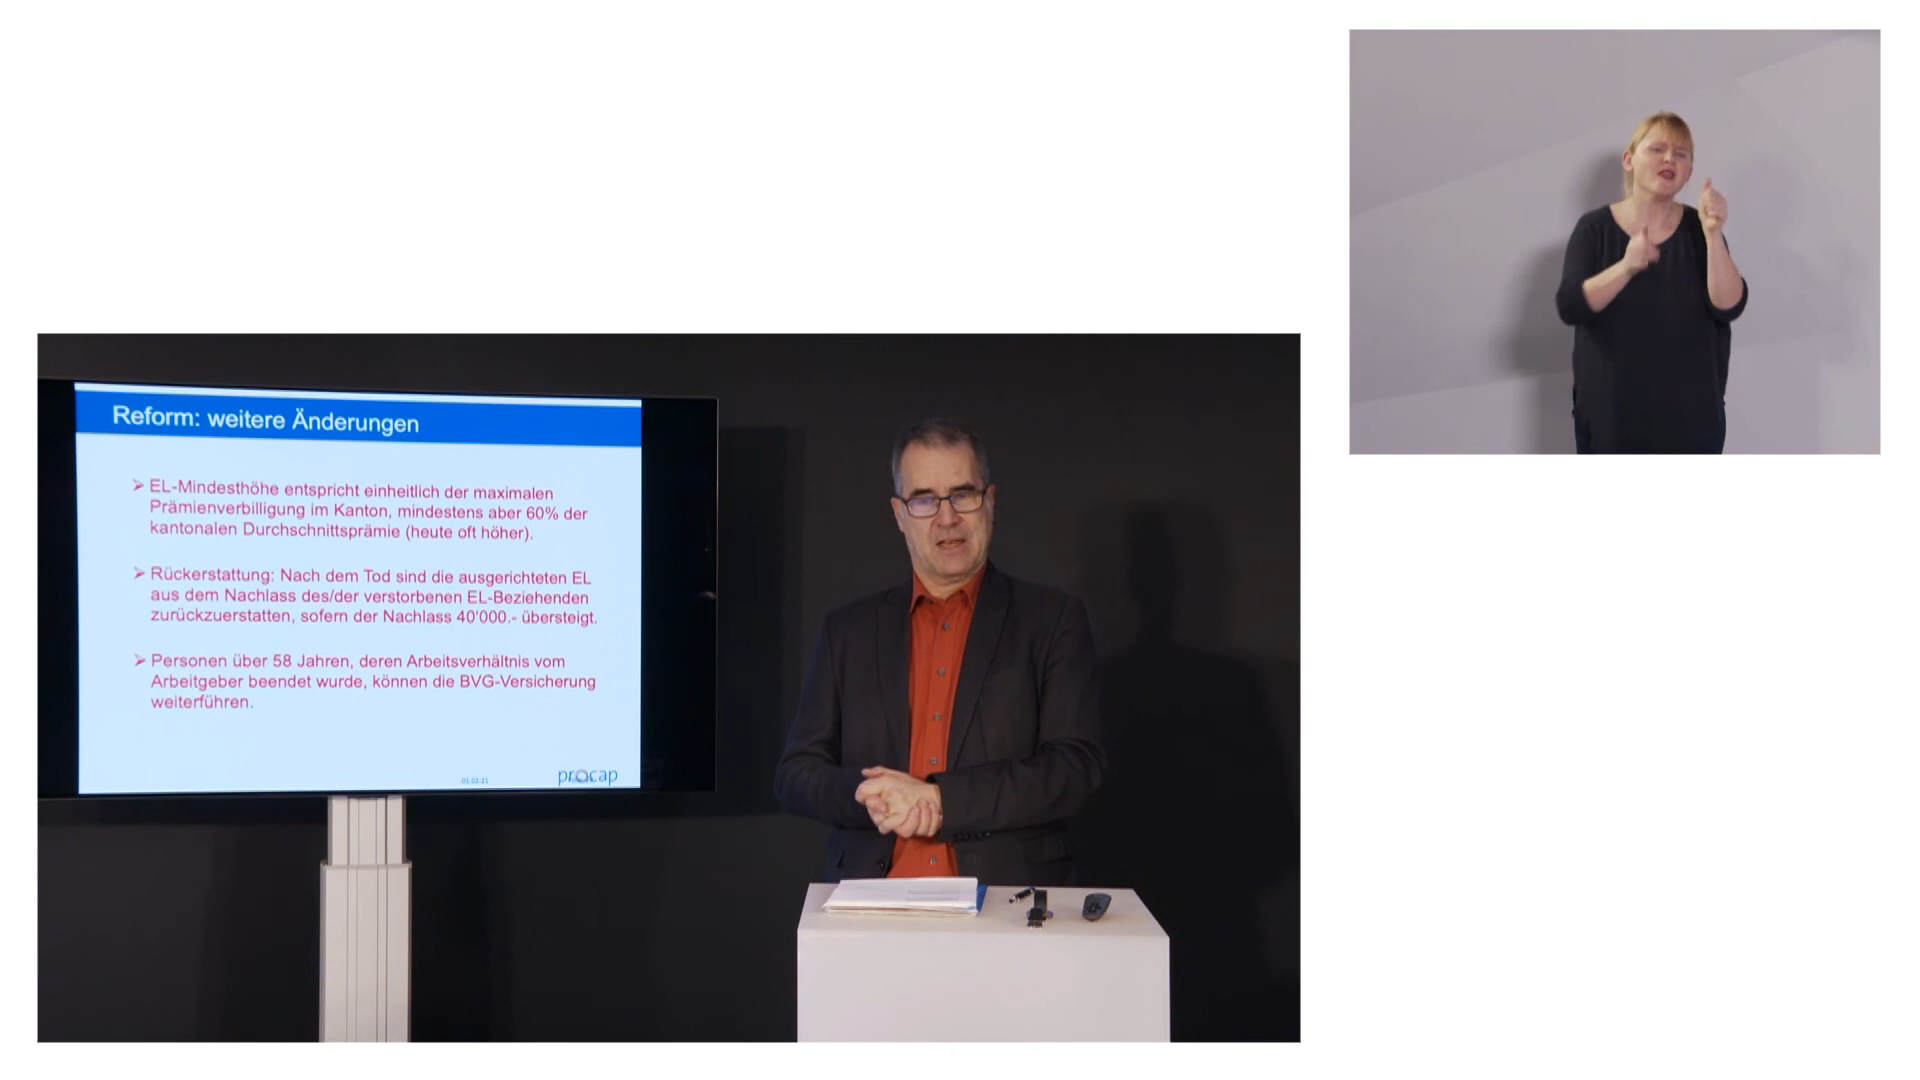 Reform: weitere Änderungen
➢ EL-Mindesthöhe entspricht einheitlich der maximalen
Prämienverbilligung im Kanton, mindestens aber 60% der
kantonalen Durchschnittsprämie (heute oft höher).
➢ Rückerstattung: Nach dem Tod sind die ausgerichteten EL
aus dem Nachlass des/der verstorbenen EL-Beziehenden
zurückzuerstatten, sofern der Nachlass 40'000.- übersteigt.
➢ Personen über 58 Jahren, deren Arbeitsverhältnis vom
Arbeitgeber beendet wurde, können die BVG-Versicherung
weiterführen.
01.02.21
procap